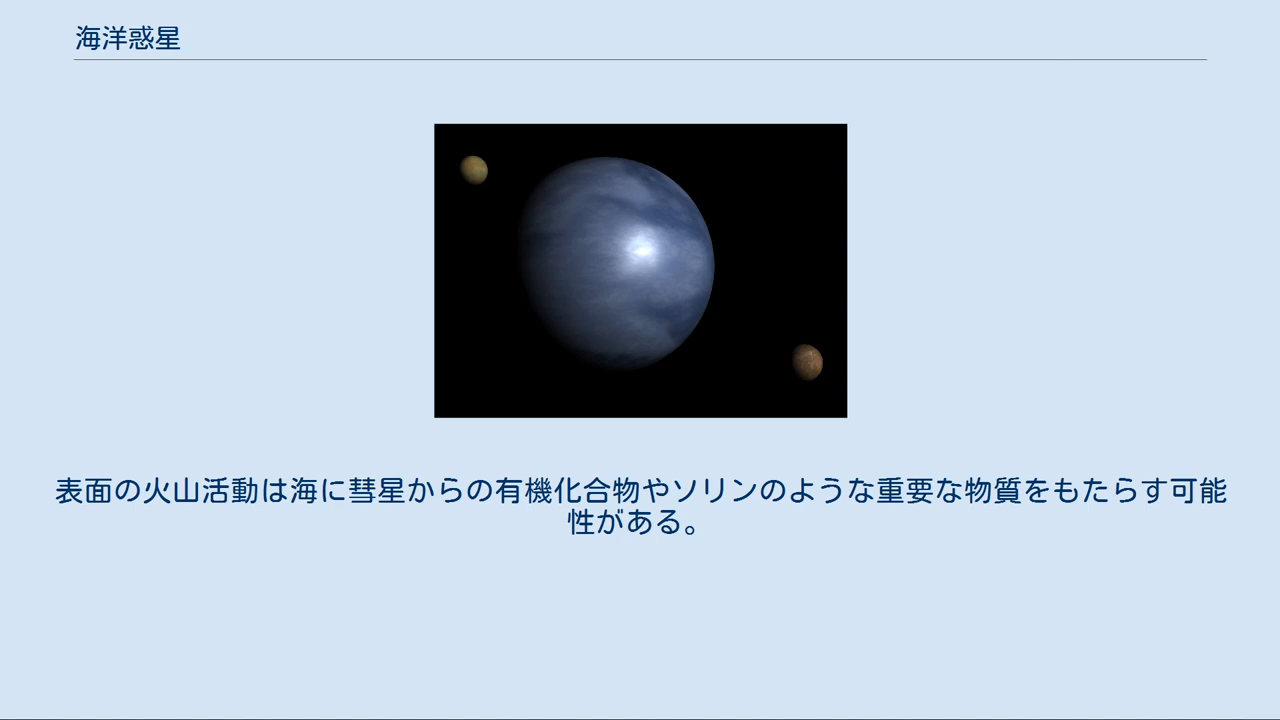 海洋惑星
表面の火山活動は海に彗星からの有機化合物やソリンのような重要な物質をもたらす可能
性がある。